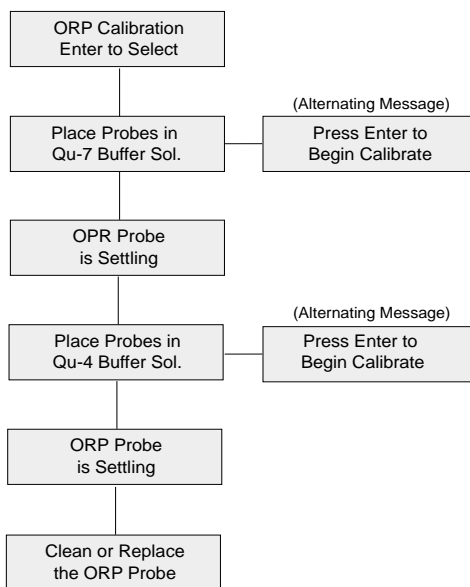 ORP Calibration
Enter to Select
(Alternating Message)
Place Probes in
Qu-7 Buffer Sol.
Press Enter to
Begin Calibrate
OPR Probe
is Settling
(Alternating Message)
Place Probes in
Qu-4 Buffer Sol.
Press Enter to
Begin Calibrate
ORP Probe
is Settling
Clean or Replace
the ORP Probe